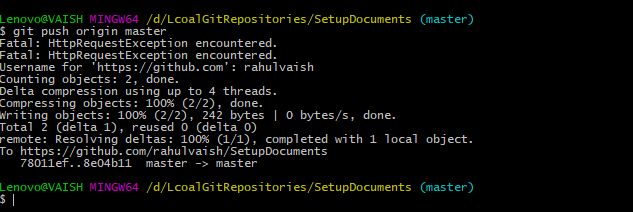 Lenovo@VAISH MINGW64 /d/LcoalGitRepositories/SetupDocuments (master)
$ git push origin master
Fatal: HttpRequestException encountered.
Fatal: HttpRequestException encountered.
Username for 'https://github.com': rahulvaish
Counting objects: 2, done.
Delta compression using up to 4 threads.
Compressing objects: 100% (2/2), done.
Writing objects: 100% (2/2), 242 bytes | 0 bytes/s, done.
Total 2 (delta 1), reused 0 (delta 0)
remote: Resolving deltas: 100% (1/1), completed with 1 local object.
To https://github.com/rahulvaish/SetupDocuments
   78011ef..8e04b11  master -> master
Lenovo@VAISH MINGW64 /d/LcoalGitRepositories/SetupDocuments (master)
$